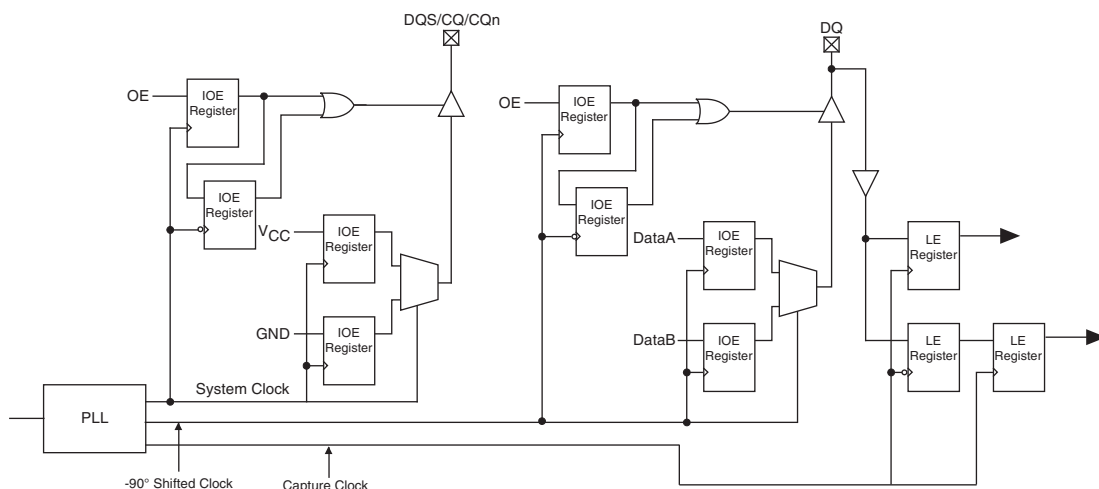 DQS/CQ/CQn
DQ
OE
IOE
Register
OE
IOE
Register
IOE
Register
IOE
Register
VCC
IOE
Register
DataA
IOE
Register
LE
Register
GND
IOE
Register
DataB
IOE
Register
LE
Register
LE
Register
System Clock
PLL
-90° Shifted Clock
Capture Clock